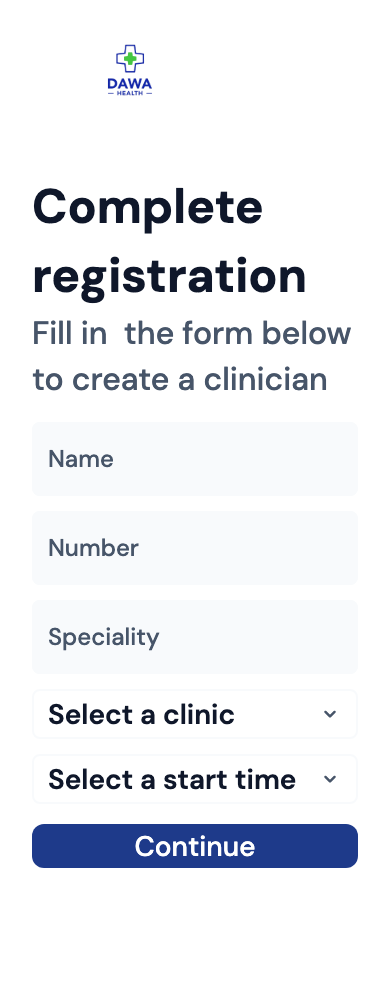 DAWA
HEALTH
Complete
registration
Fill in  the form below
to create a clinician
Name
Number
Speciality
Select a clinic
Select a start time
Continue